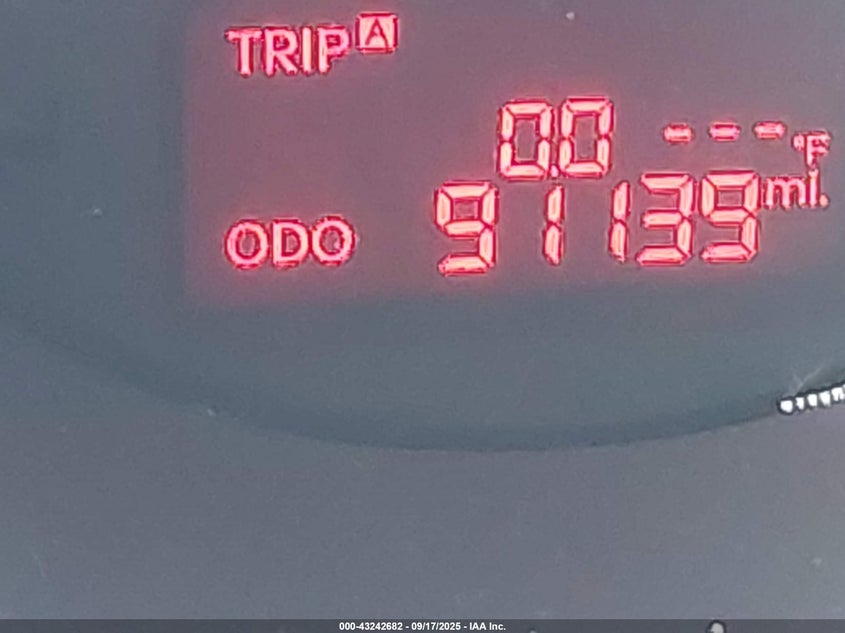 TRIP A
0.0 --- °F
ODO 91139 mi.
000-43242682 - 09/17/2025 - IAA Inc.